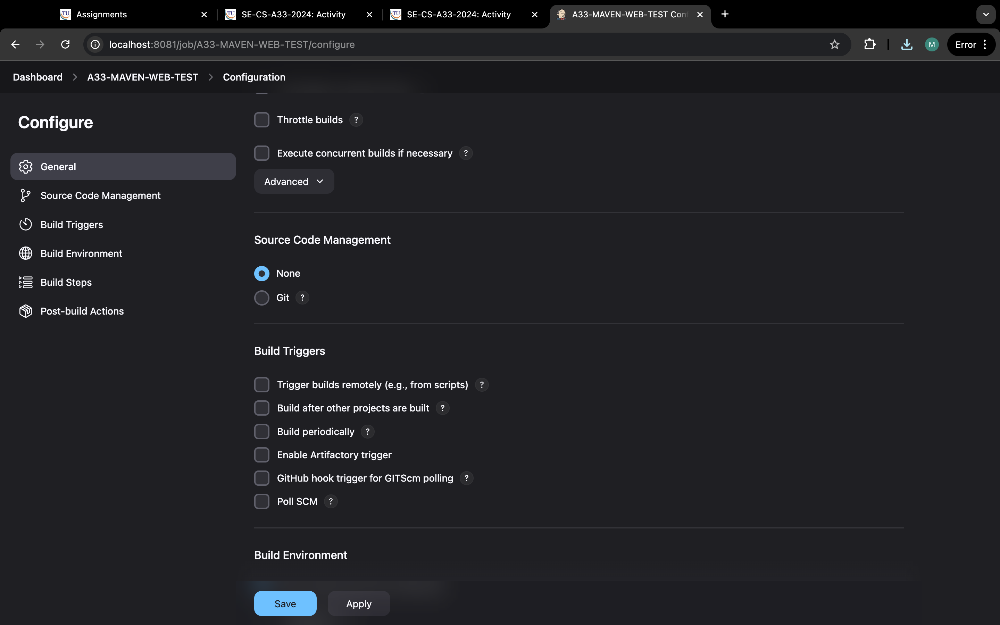 Assignments
SE-CS-A33-2024: Activity
SE-CS-A33-2024: Activity
A33-MAVEN-WEB-TEST Con
localhost:8081/job/A33-MAVEN-WEB-TEST/configure
M
Error
Dashboard
A33-MAVEN-WEB-TEST
Configuration
Configure
General
Source Code Management
Build Triggers
Build Environment
Build Steps
Post-build Actions
Throttle builds ?
Execute concurrent builds if necessary ?
Advanced
Source Code Management
None
Git ?
Build Triggers
Trigger builds remotely (e.g., from scripts) ?
Build after other projects are built ?
Build periodically ?
Enable Artifactory trigger
GitHub hook trigger for GITScm polling ?
Poll SCM ?
Build Environment
Save
Apply